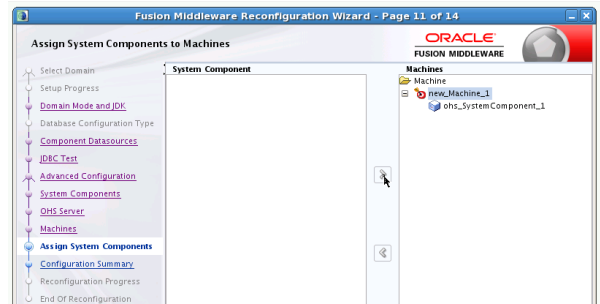 Fusion Middleware Reconfiguration Wizard - Page 11 of 14
Assign System Components to Machines
ORACLE
FUSION MIDDLEWARE
Select Domain
Setup Progress
Domain Mode and JDK
Database Configuration Type
Component Datasources
JDBC Test
Advanced Configuration
System Components
OHS Server
Machines
Assign System Components
Configuration Summary
Reconfiguration Progress
End Of Reconfiguration
System Component
Machines
Machine
new_Machine_1
ohs_SystemComponent_1